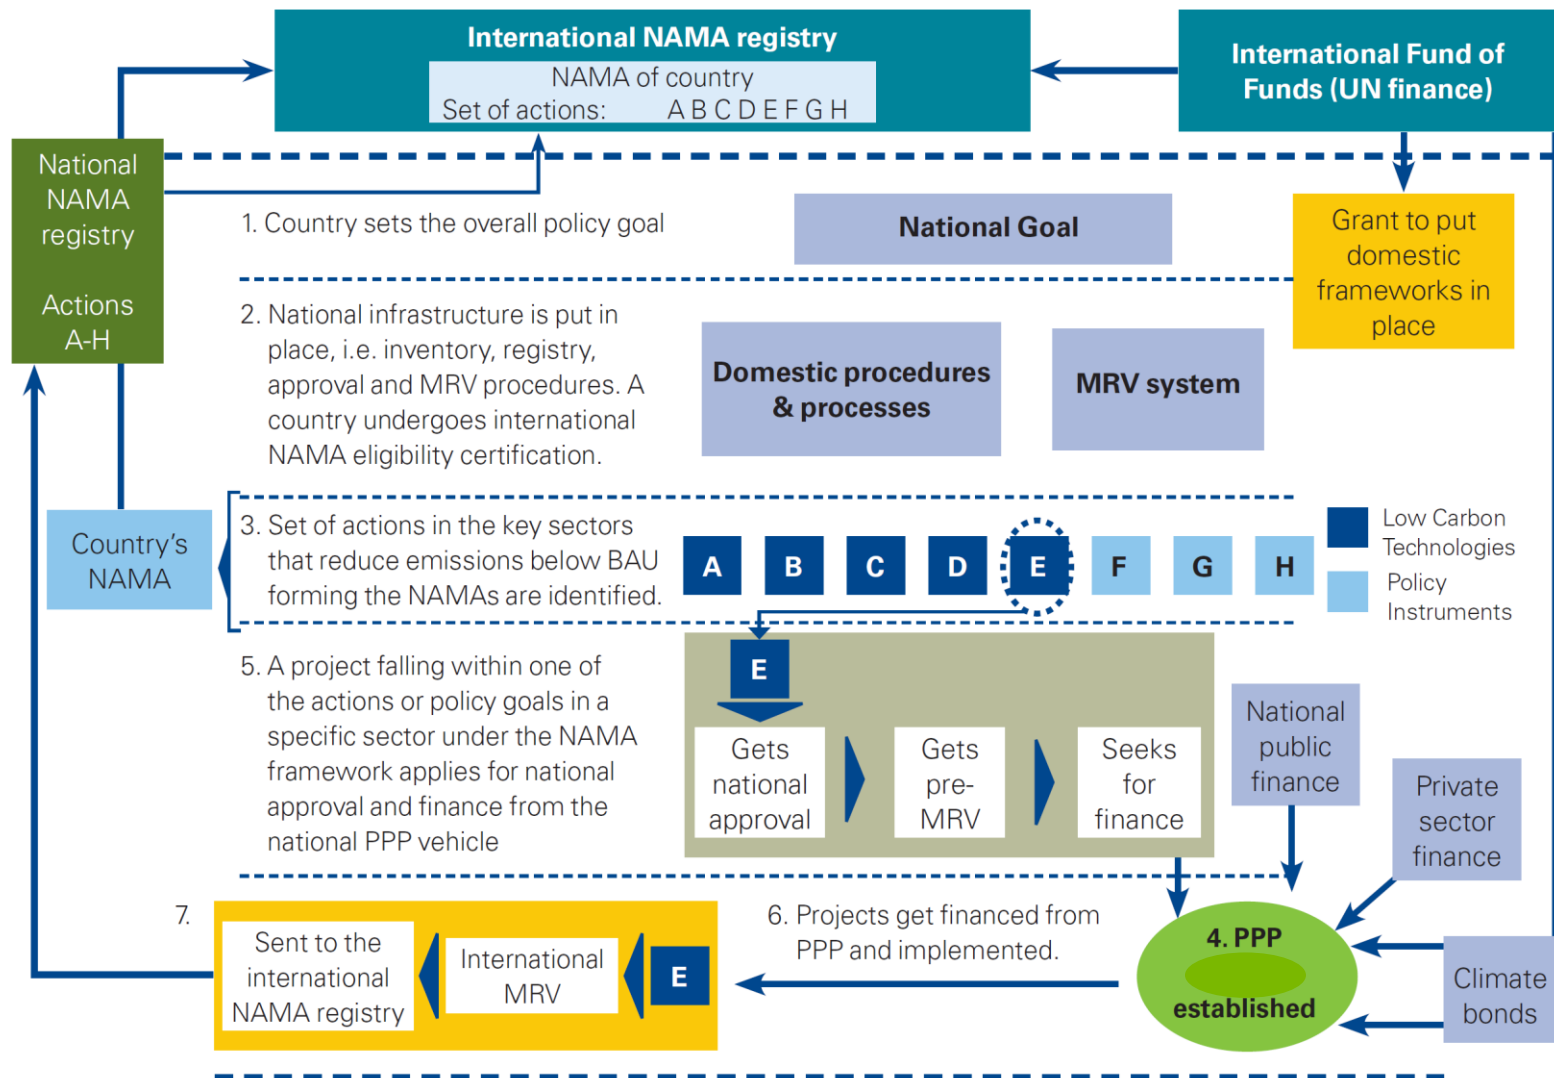 International NAMA registry
NAMA of country
Set of actions: A B C D E F G H
International Fund of
Funds (UN finance)
National
NAMA
registry
Actions
A-H
1. Country sets the overall policy goal
National Goal
Grant to put
domestic
frameworks in
place
2. National infrastructure is put in
place, i.e. inventory, registry,
approval and MRV procedures. A
country undergoes international
NAMA eligibility certification.
Domestic procedures
& processes
MRV system
Country's
NAMA
3. Set of actions in the key sectors
that reduce emissions below BAU
forming the NAMAs are identified.
A B C D E F G H
Low Carbon
Technologies
Policy
Instruments
5. A project falling within one of
the actions or policy goals in a
specific sector under the NAMA
framework applies for national
approval and finance from the
national PPP vehicle
E
Gets
national
approval
Gets
pre-
MRV
Seeks
for
finance
National
public
finance
Private
sector
finance
7.
Sent to the
international
NAMA registry
International
MRV
E
6. Projects get financed from
PPP and implemented.
4. PPP
established
Climate
bonds